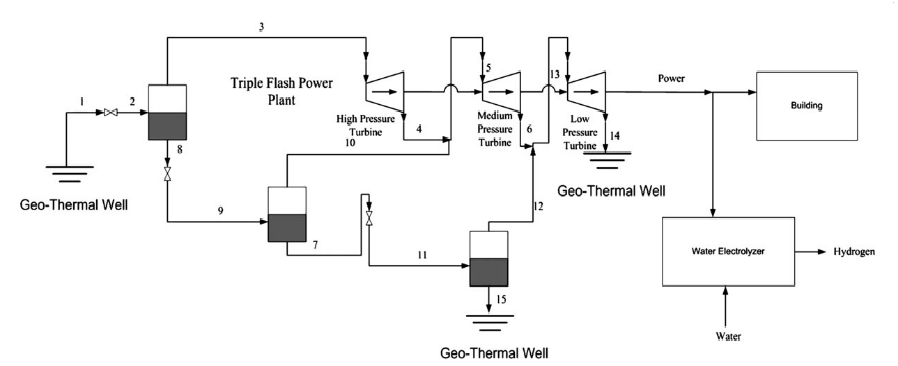 3
Triple Flash Power
Plant
5
13
Power
1
2
Building
High Pressure
Turbine
10
4
Medium
Pressure
Turbine
6
Low
Pressure
Turbine
14
8
Geo-Thermal Well
Geo-Thermal Well
9
7
12
11
Water Electrolyzer
Hydrogen
15
Water
Geo-Thermal Well